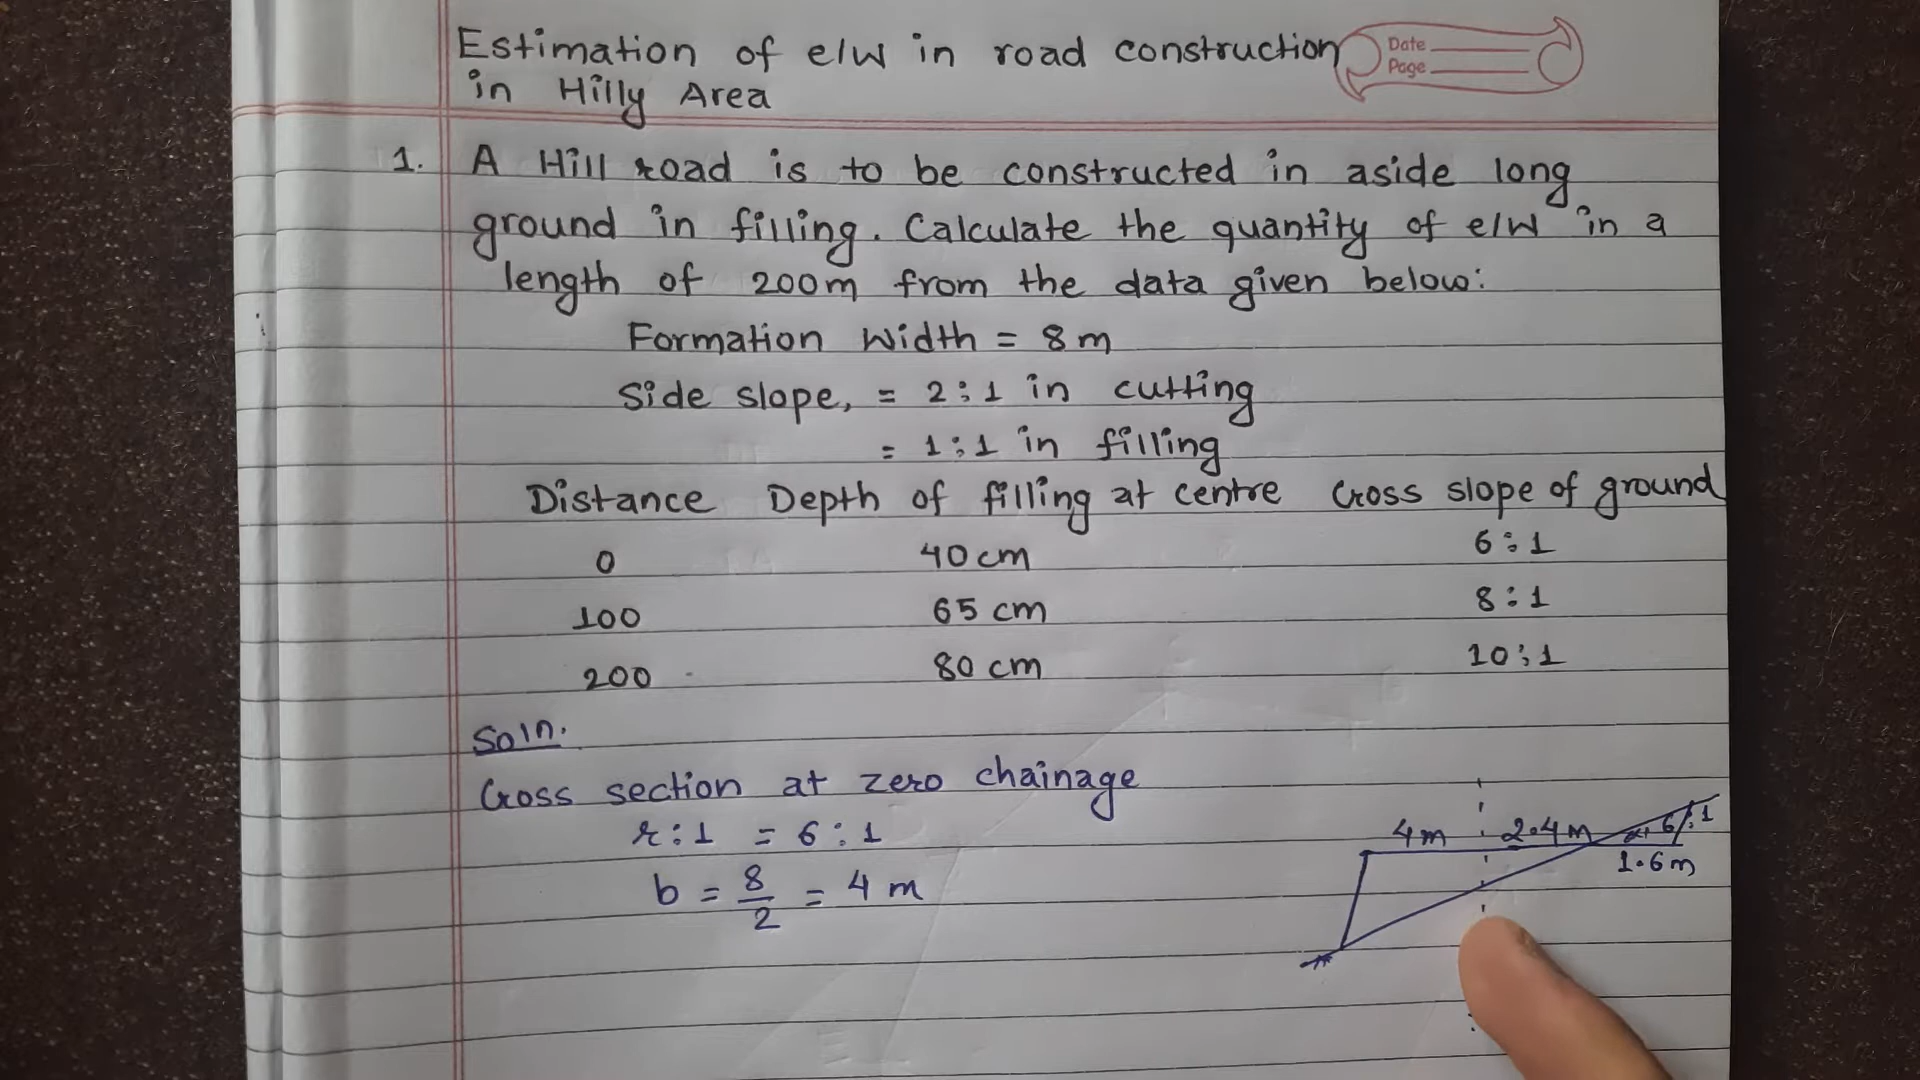 Estimation of e/w in road construction
in Hilly Area
Date
Page
1. A Hill road is to be constructed in aside long
ground in filling. Calculate the quantity of e/w in a
length of 200m from the data given below:
Formation Width = 8 m
Side slope, = 2:1 in cutting
= 1:1 in filling
Distance Depth of filling at centre Cross slope of ground
0 40 cm 6:1
100 65 cm 8:1
200 80 cm 10:1
Soln.
Cross section at zero chainage
r:1 = 6:1
b = 8/2 = 4 m
4m 2.4m 6:1
1.6m